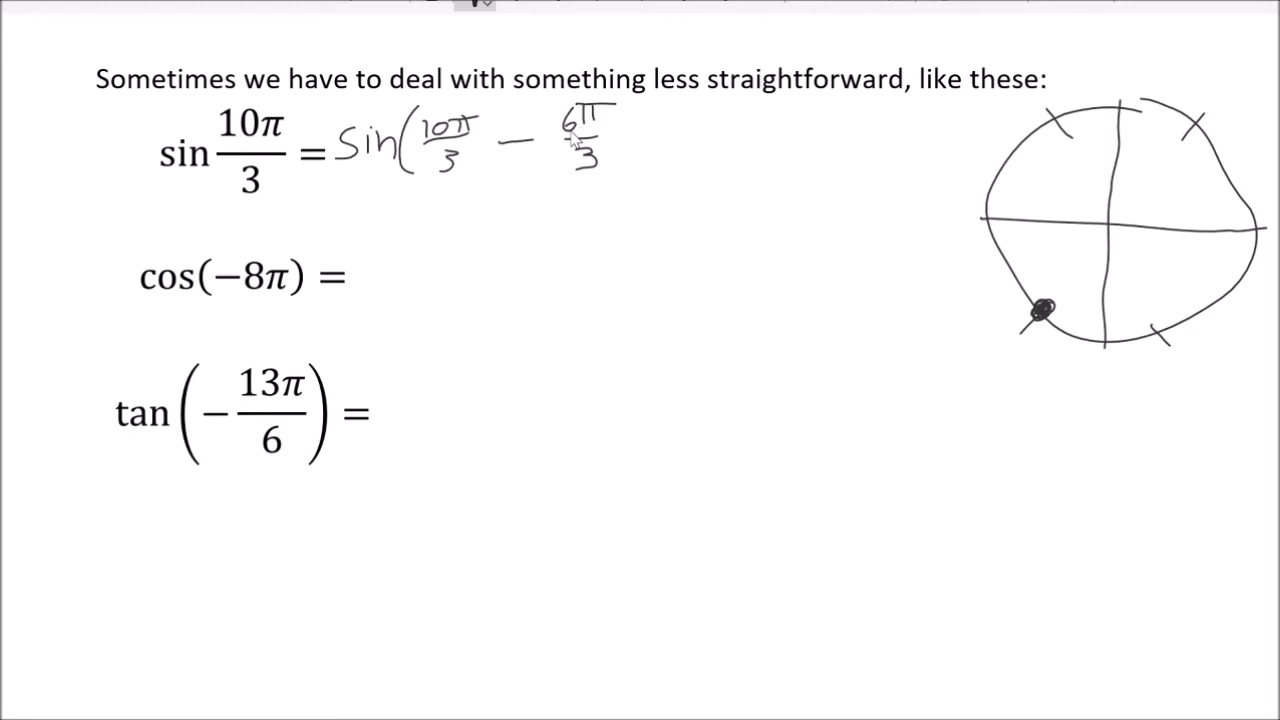 Sometimes we have to deal with something less straightforward, like these:
sin 10π/3 = sin(10π/3 − 6π/3
cos(−8π) =
tan(−13π/6) =